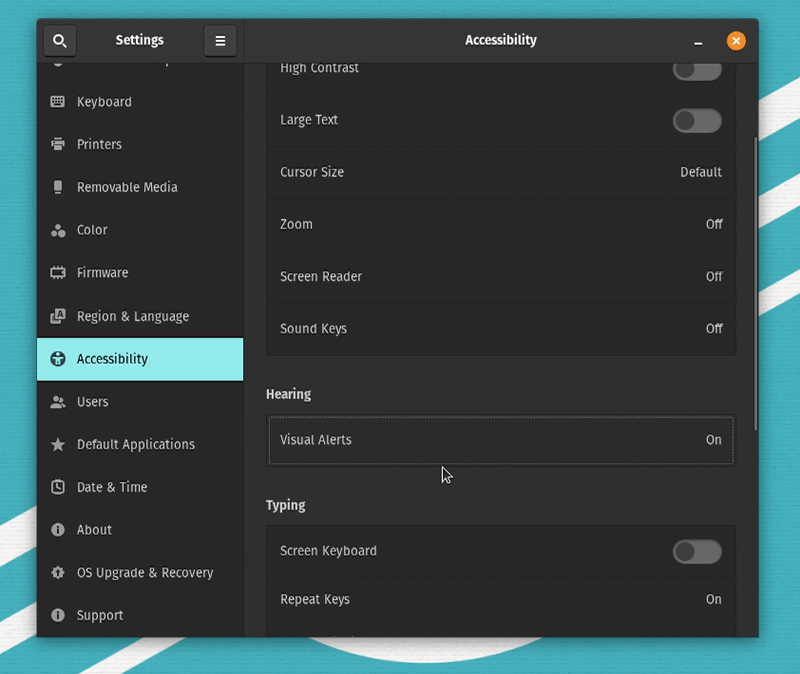 Settings
Accessibility
Keyboard
Printers
Removable Media
Color
Firmware
Region & Language
Accessibility
Users
Default Applications
Date & Time
About
OS Upgrade & Recovery
Support
High Contrast
Large Text
Cursor Size Default
Zoom Off
Screen Reader Off
Sound Keys Off
Hearing
Visual Alerts On
Typing
Screen Keyboard
Repeat Keys On